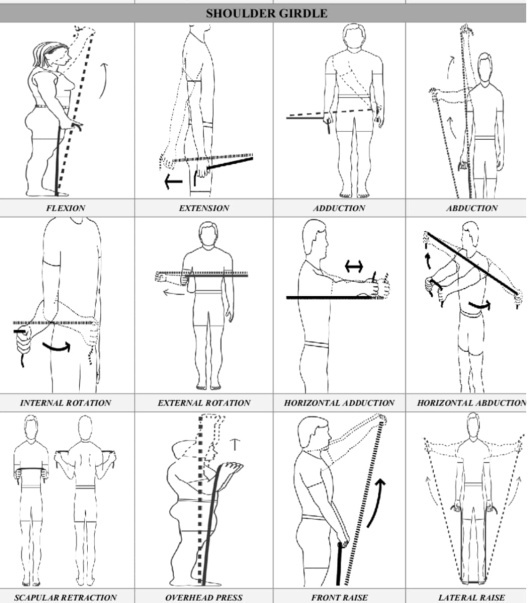 SHOULDER GIRDLE
FLEXION
EXTENSION
ADDUCTION
ABDUCTION
INTERNAL ROTATION
EXTERNAL ROTATION
HORIZONTAL ADDUCTION
HORIZONTAL ABDUCTION
SCAPULAR RETRACTION
OVERHEAD PRESS
FRONT RAISE
LATERAL RAISE